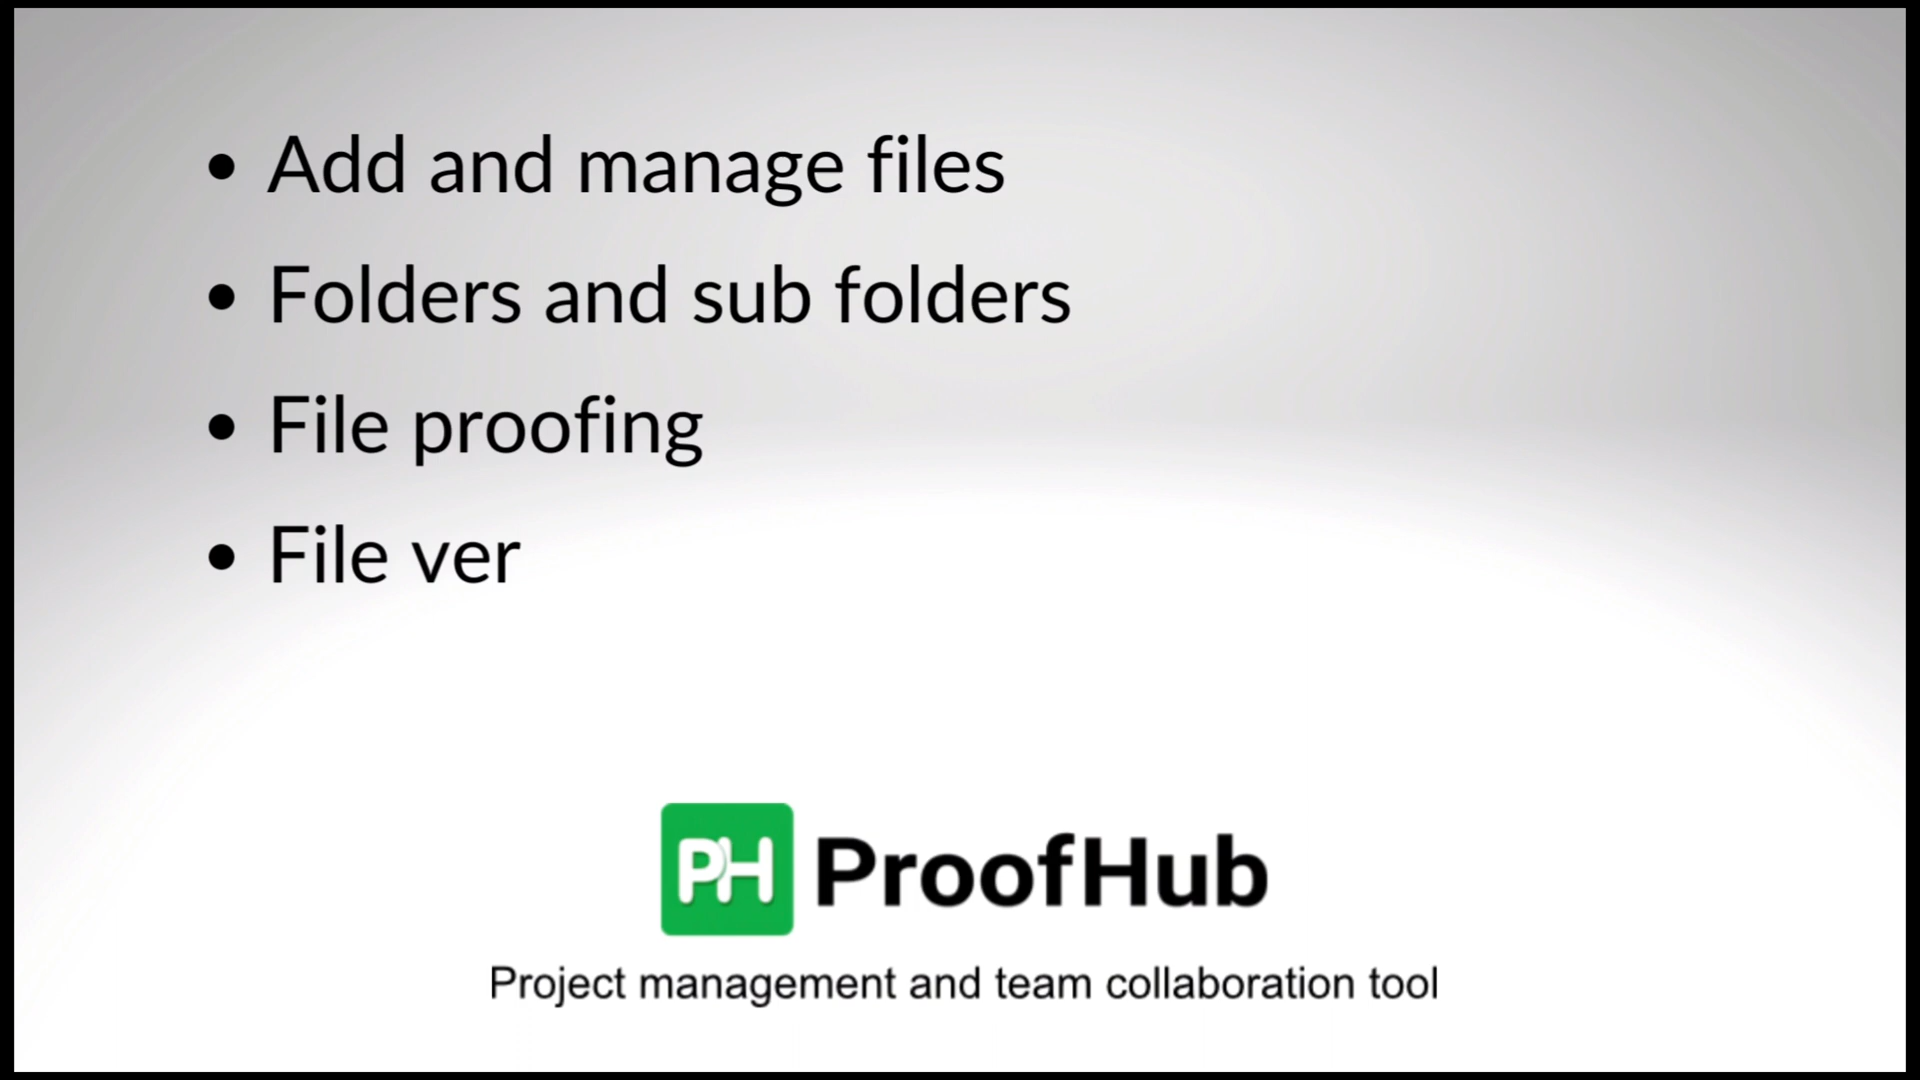 • Add and manage files
• Folders and sub folders
• File proofing
• File ver
PH ProofHub
Project management and team collaboration tool